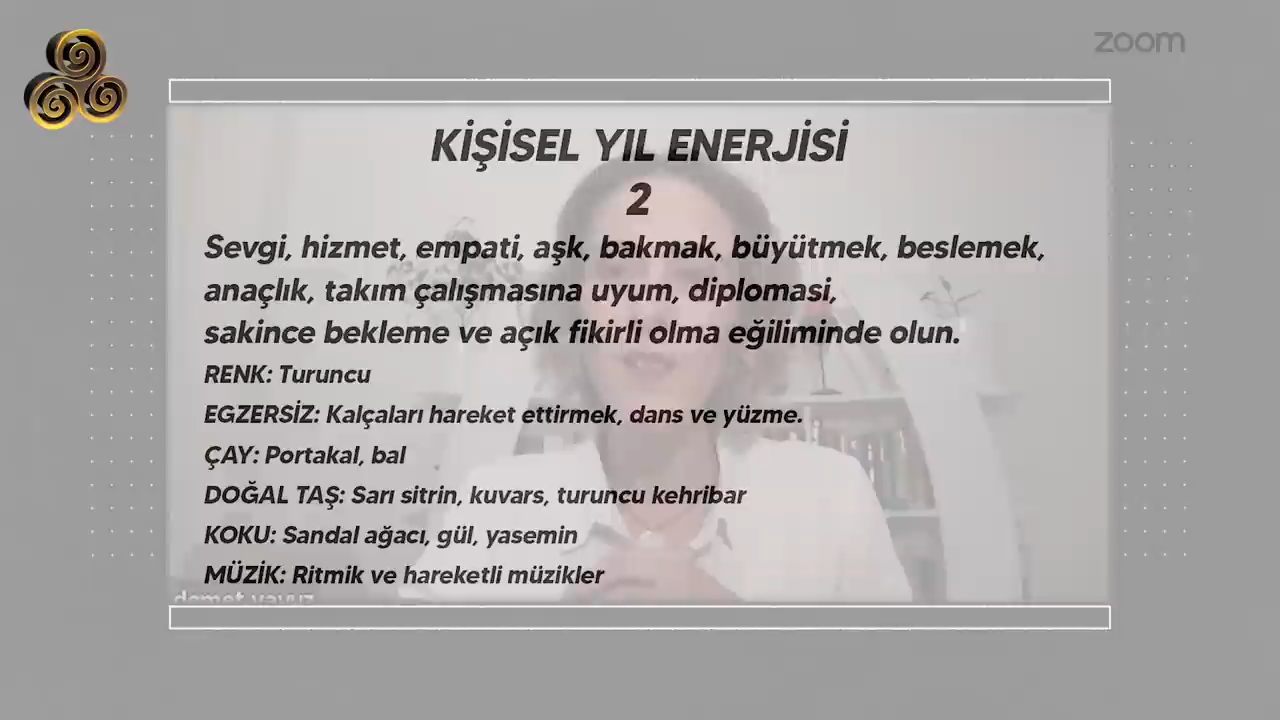 zoom
KİŞİSEL YIL ENERJİSİ
2
Sevgi, hizmet, empati, aşk, bakmak, büyütmek, beslemek,
anaçlık, takım çalışmasına uyum, diplomasi,
sakince bekleme ve açık fikirli olma eğiliminde olun.
RENK: Turuncu
EGZERSİZ: Kalçaları hareket ettirmek, dans ve yüzme.
ÇAY: Portakal, bal
DOĞAL TAŞ: Sarı sitrin, kuvars, turuncu kehribar
KOKU: Sandal ağacı, gül, yasemin
MÜZİK: Ritmik ve hareketli müzikler
demet yavuz